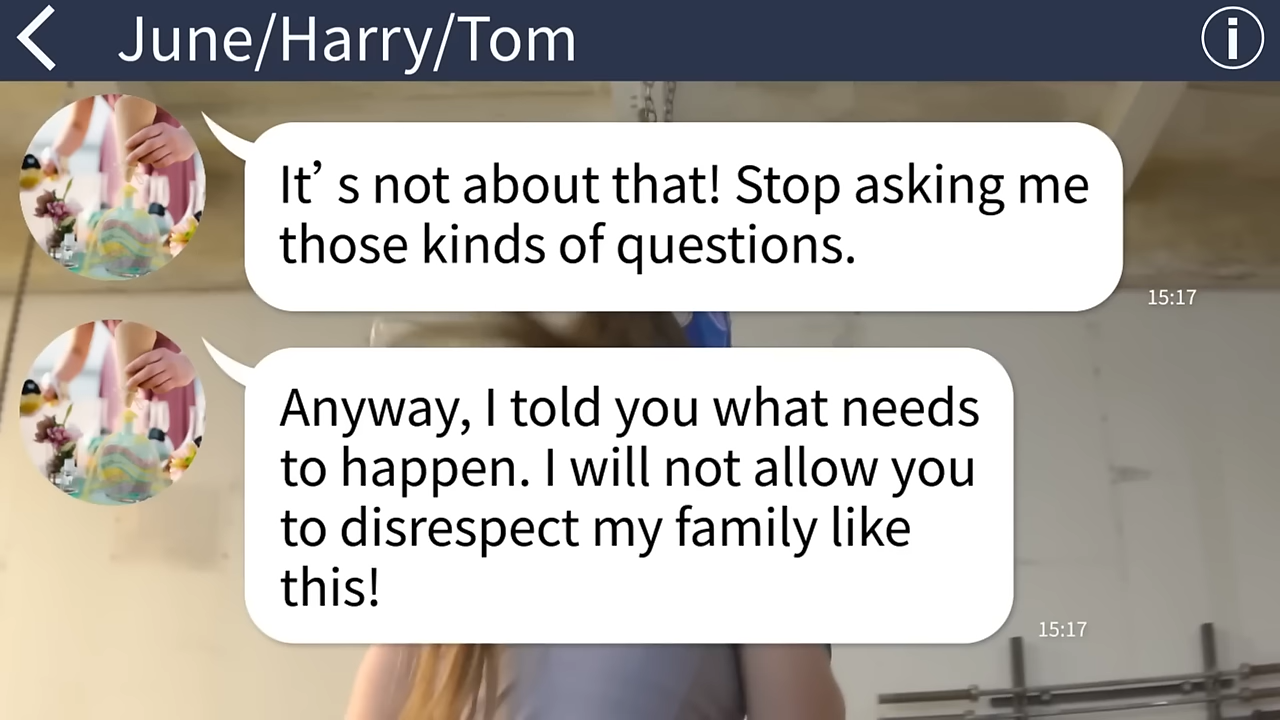 June/Harry/Tom
It’s not about that! Stop asking me
those kinds of questions.
15:17
Anyway, I told you what needs
to happen. I will not allow you
to disrespect my family like
this!
15:17